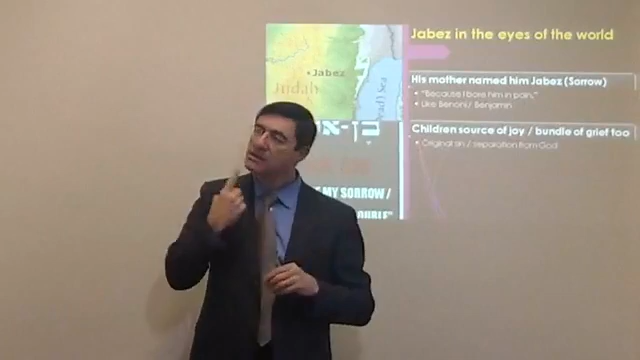 Jabez in the eyes of the world
Jabez
Judah
ad) Sea
His mother named him Jabez (Sorrow)
"Because I bore him in pain."
Like Benoni / Benjamin
Children source of joy / bundle of grief too
Original sin / separation from God
MY SORROW /